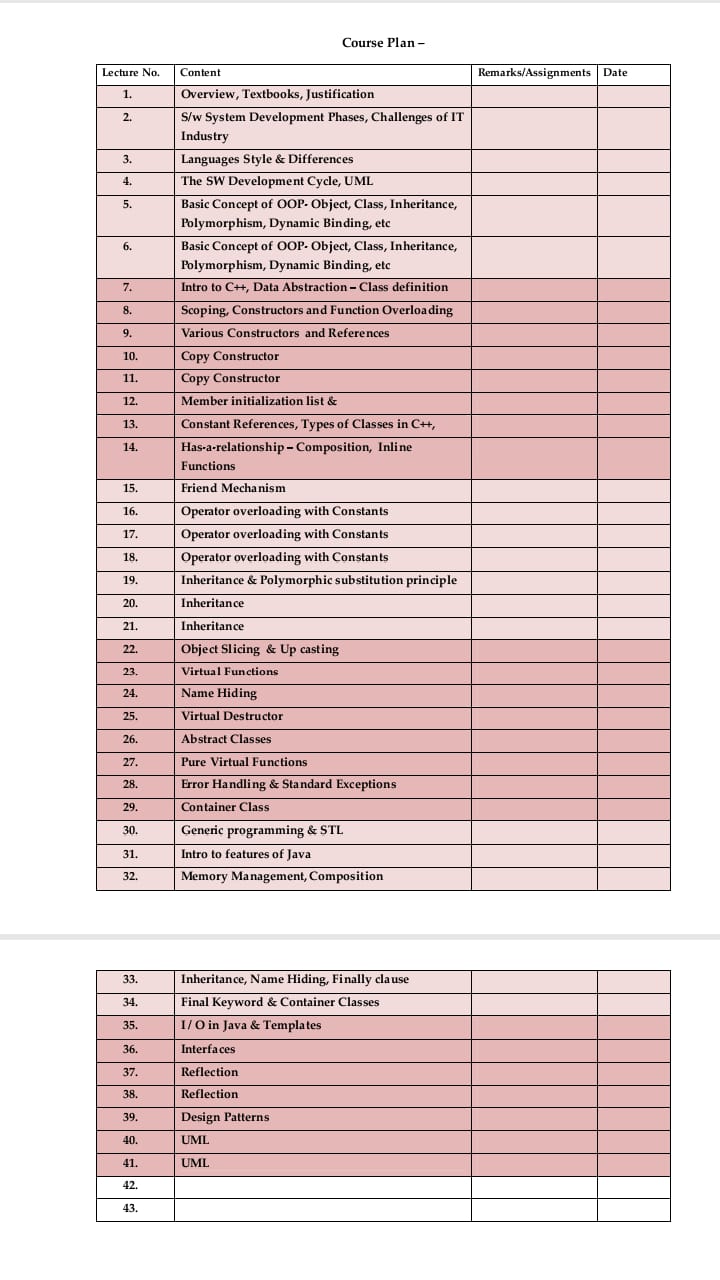 Course Plan –
Lecture No. Content Remarks/Assignments Date
1. Overview, Textbooks, Justification
2. S/w System Development Phases, Challenges of IT
Industry
3. Languages Style & Differences
4. The SW Development Cycle, UML
5. Basic Concept of OOP- Object, Class, Inheritance,
Polymorphism, Dynamic Binding, etc
6. Basic Concept of OOP- Object, Class, Inheritance,
Polymorphism, Dynamic Binding, etc
7. Intro to C++, Data Abstraction – Class definition
8. Scoping, Constructors and Function Overloading
9. Various Constructors and References
10. Copy Constructor
11. Copy Constructor
12. Member initialization list &
13. Constant References, Types of Classes in C++,
14. Has-a-relationship – Composition, Inline
Functions
15. Friend Mechanism
16. Operator overloading with Constants
17. Operator overloading with Constants
18. Operator overloading with Constants
19. Inheritance & Polymorphic substitution principle
20. Inheritance
21. Inheritance
22. Object Slicing & Up casting
23. Virtual Functions
24. Name Hiding
25. Virtual Destructor
26. Abstract Classes
27. Pure Virtual Functions
28. Error Handling & Standard Exceptions
29. Container Class
30. Generic programming & STL
31. Intro to features of Java
32. Memory Management, Composition
33. Inheritance, Name Hiding, Finally clause
34. Final Keyword & Container Classes
35. I / O in Java & Templates
36. Interfaces
37. Reflection
38. Reflection
39. Design Patterns
40. UML
41. UML
42.
43.